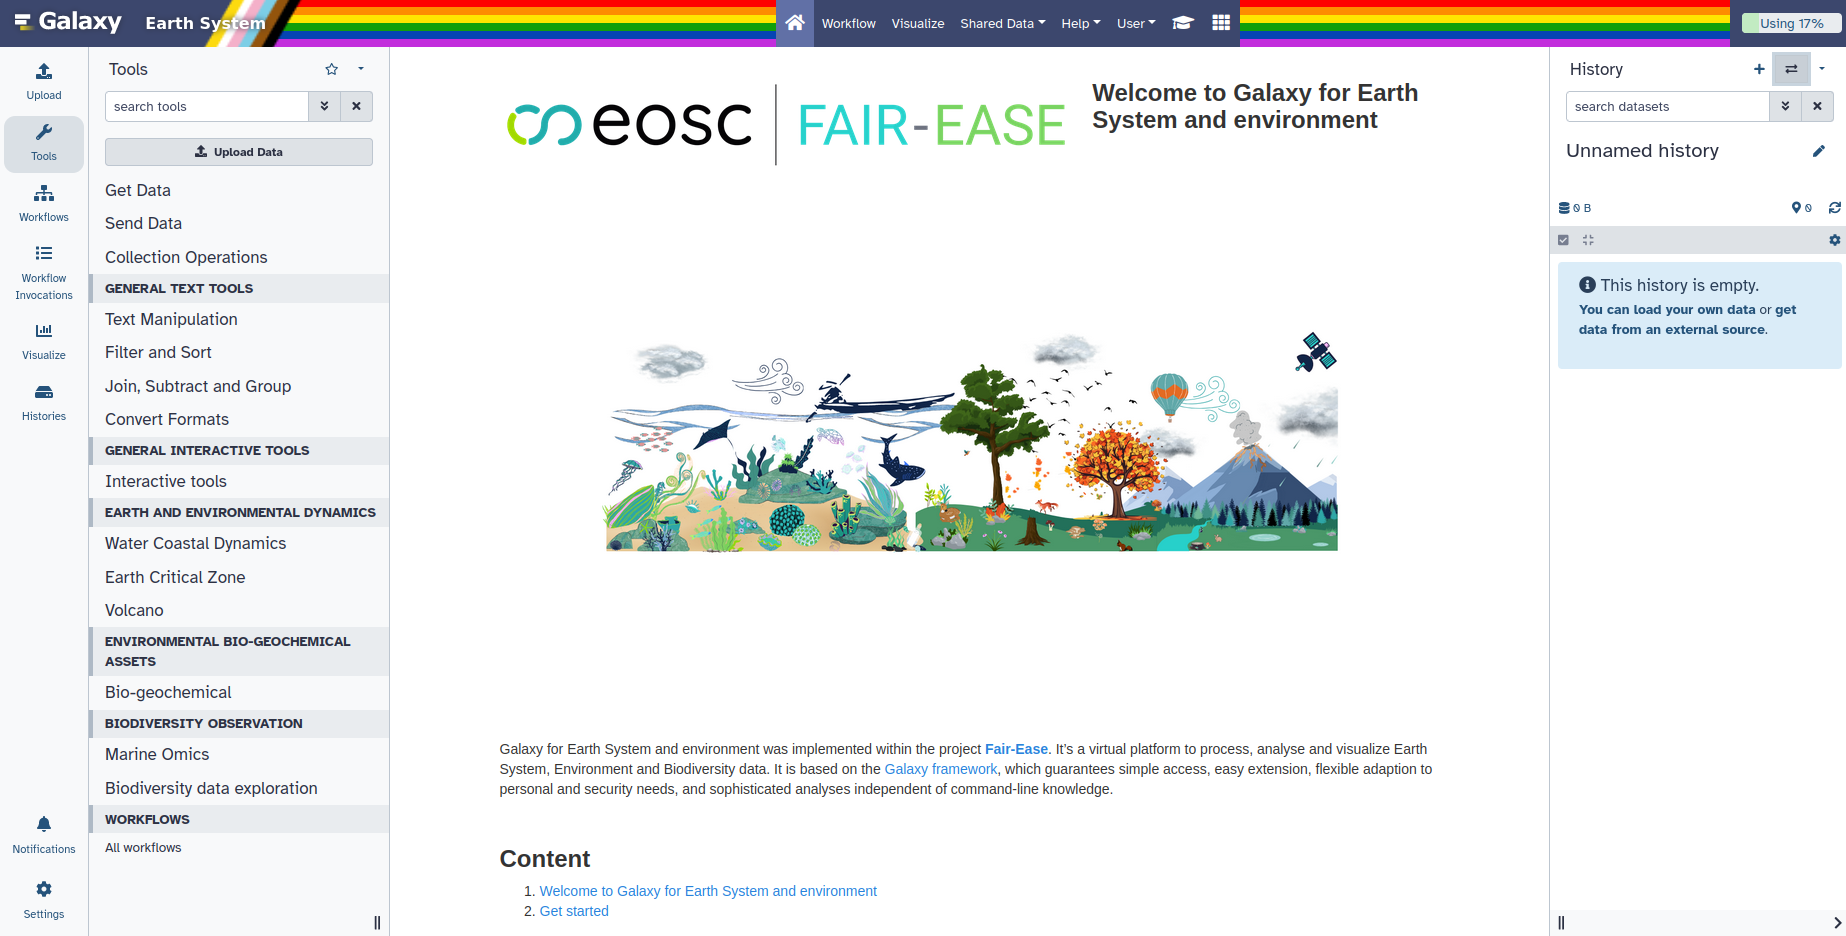 Galaxy
Earth System
Workflow
Visualize
Shared Data
Help
User
Using 17%
Upload
Tools
Workflows
Workflow
Invocations
Visualize
Histories
Notifications
Settings
Tools
search tools
Upload Data
Get Data
Send Data
Collection Operations
GENERAL TEXT TOOLS
Text Manipulation
Filter and Sort
Join, Subtract and Group
Convert Formats
GENERAL INTERACTIVE TOOLS
Interactive tools
EARTH AND ENVIRONMENTAL DYNAMICS
Water Coastal Dynamics
Earth Critical Zone
Volcano
ENVIRONMENTAL BIO-GEOCHEMICAL
ASSETS
Bio-geochemical
BIODIVERSITY OBSERVATION
Marine Omics
Biodiversity data exploration
WORKFLOWS
All workflows
eosc
FAIR-EASE
Welcome to Galaxy for Earth
System and environment
Galaxy for Earth System and environment was implemented within the project Fair-Ease. It's a virtual platform to process, analyse and visualize Earth
System, Environment and Biodiversity data. It is based on the Galaxy framework, which guarantees simple access, easy extension, flexible adaption to
personal and security needs, and sophisticated analyses independent of command-line knowledge.
Content
1. Welcome to Galaxy for Earth System and environment
2. Get started
History
search datasets
Unnamed history
0 B
0
This history is empty.
You can load your own data or get
data from an external source.